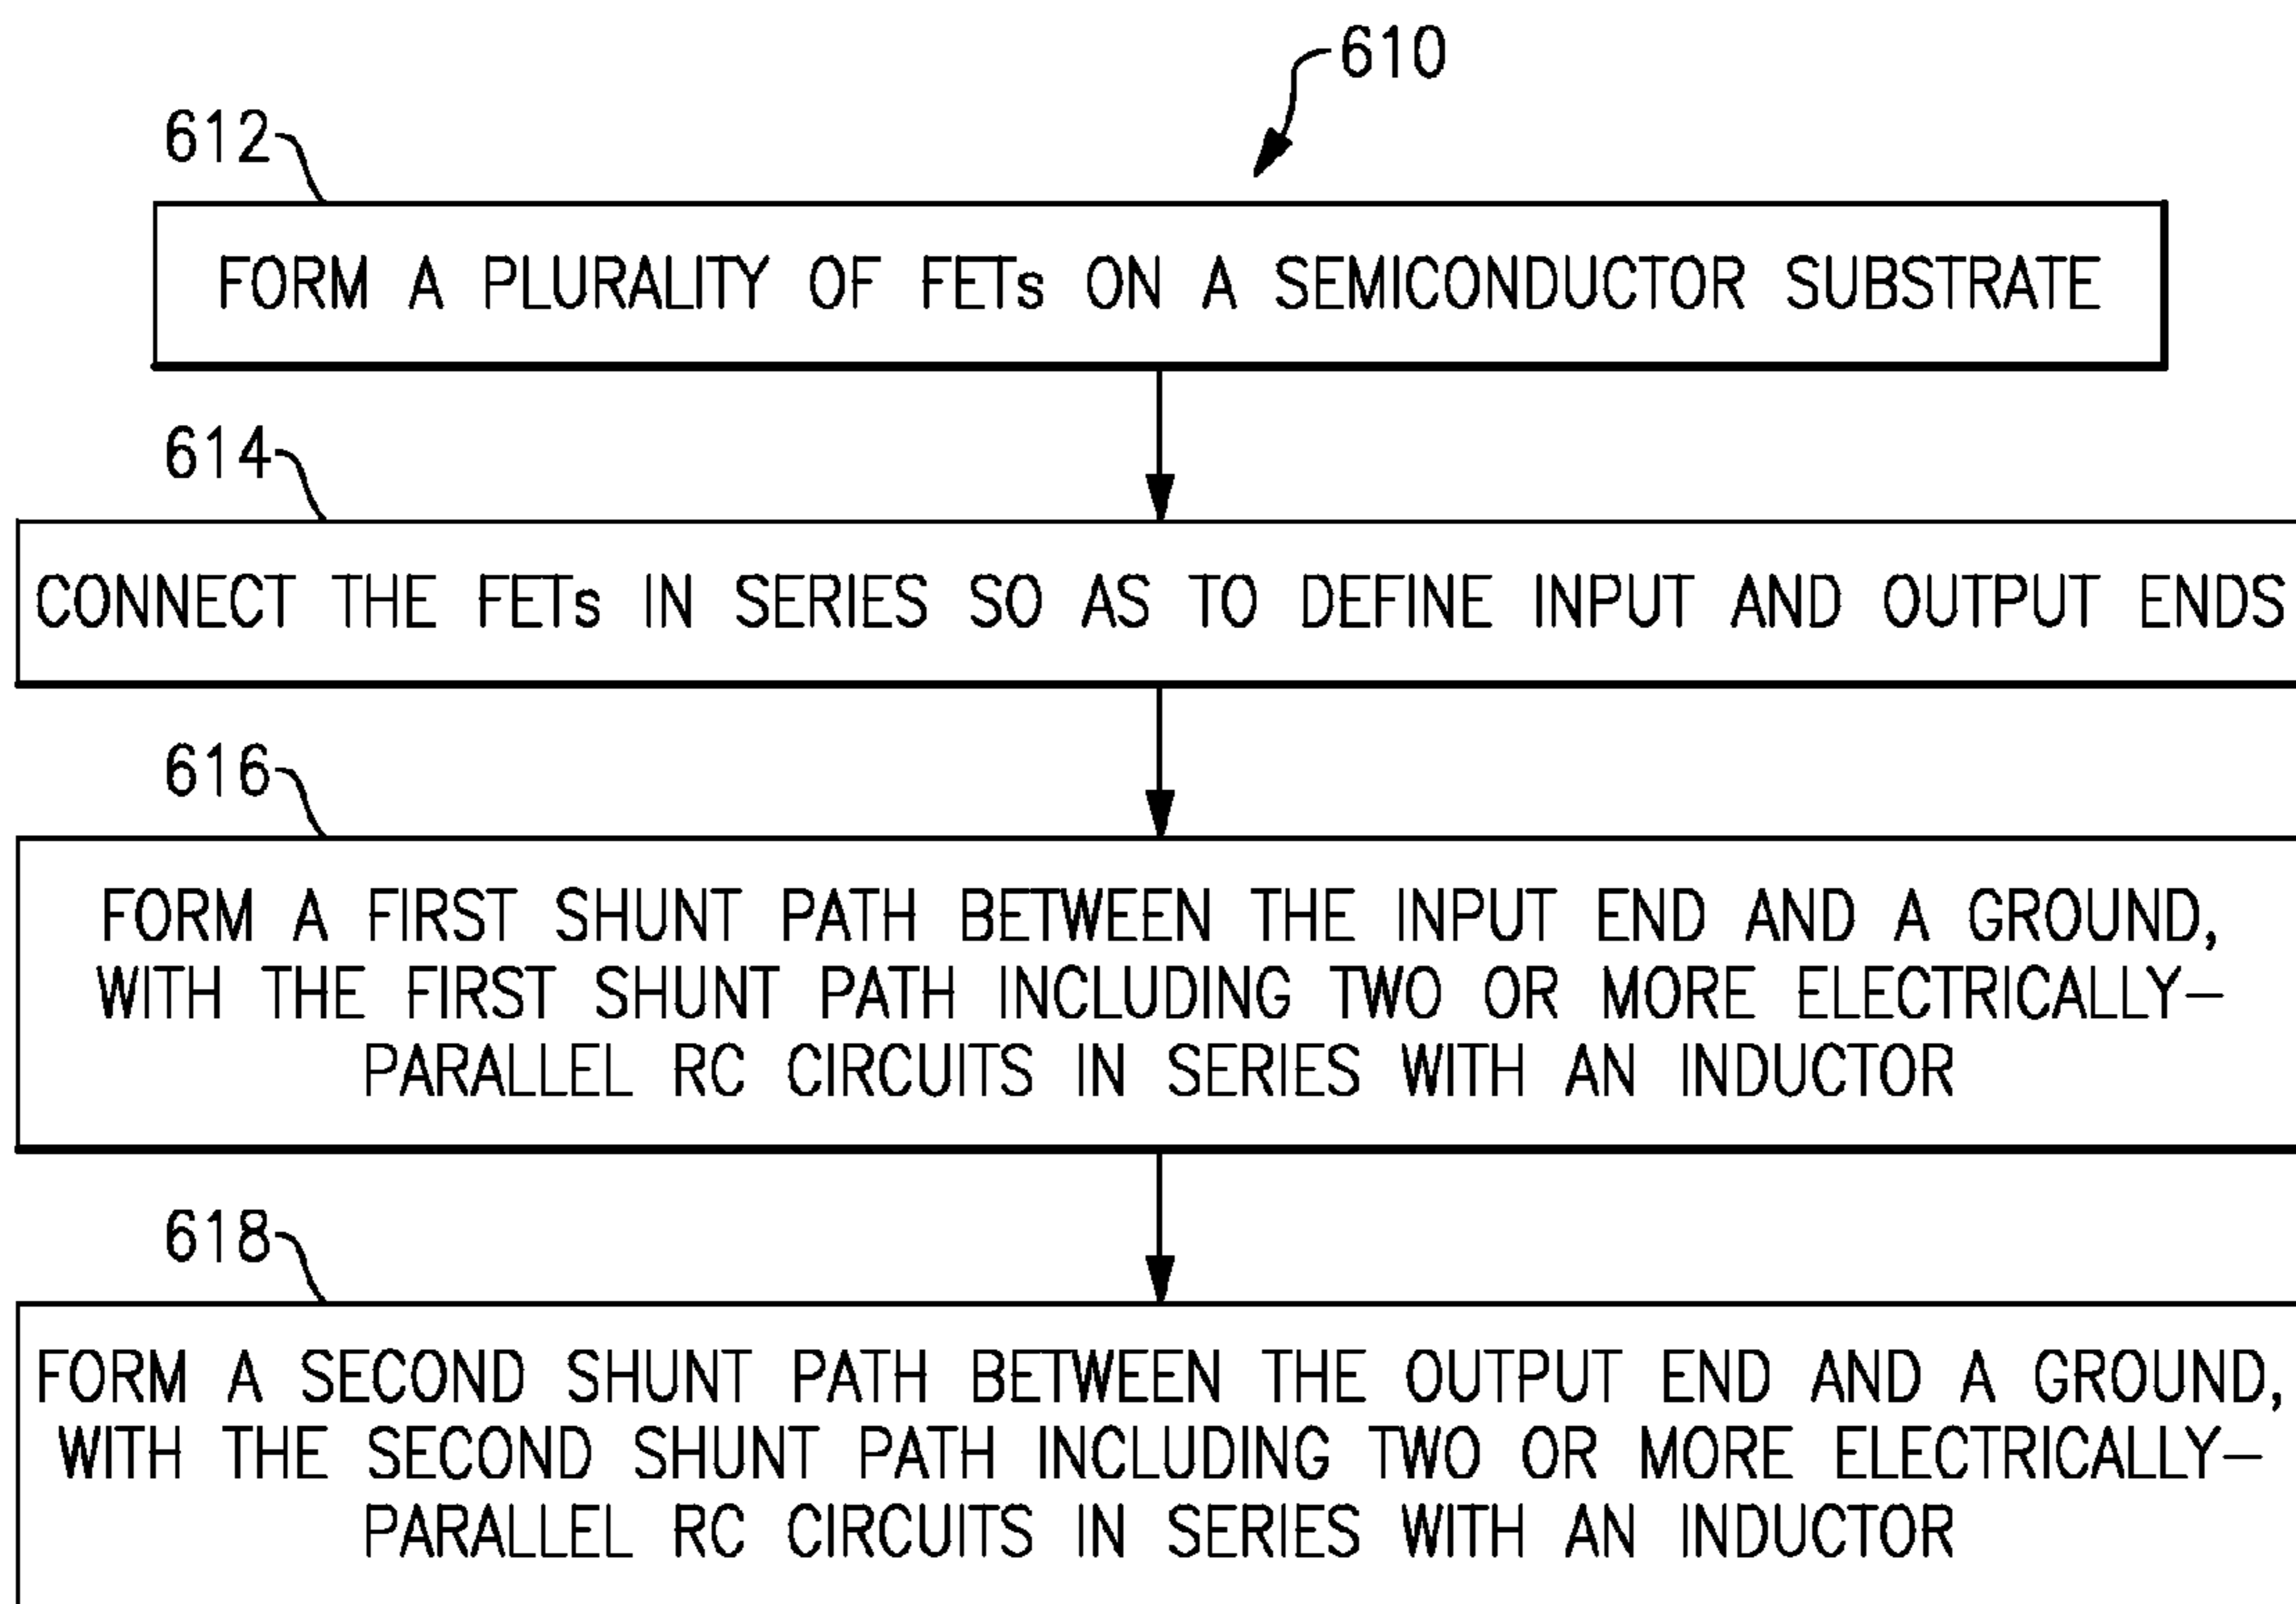 610
612
FORM A PLURALITY OF FETs ON A SEMICONDUCTOR SUBSTRATE
614
CONNECT THE FETs IN SERIES SO AS TO DEFINE INPUT AND OUTPUT ENDS
616
FORM A FIRST SHUNT PATH BETWEEN THE INPUT END AND A GROUND,
WITH THE FIRST SHUNT PATH INCLUDING TWO OR MORE ELECTRICALLY–
PARALLEL RC CIRCUITS IN SERIES WITH AN INDUCTOR
618
FORM A SECOND SHUNT PATH BETWEEN THE OUTPUT END AND A GROUND,
WITH THE SECOND SHUNT PATH INCLUDING TWO OR MORE ELECTRICALLY–
PARALLEL RC CIRCUITS IN SERIES WITH AN INDUCTOR